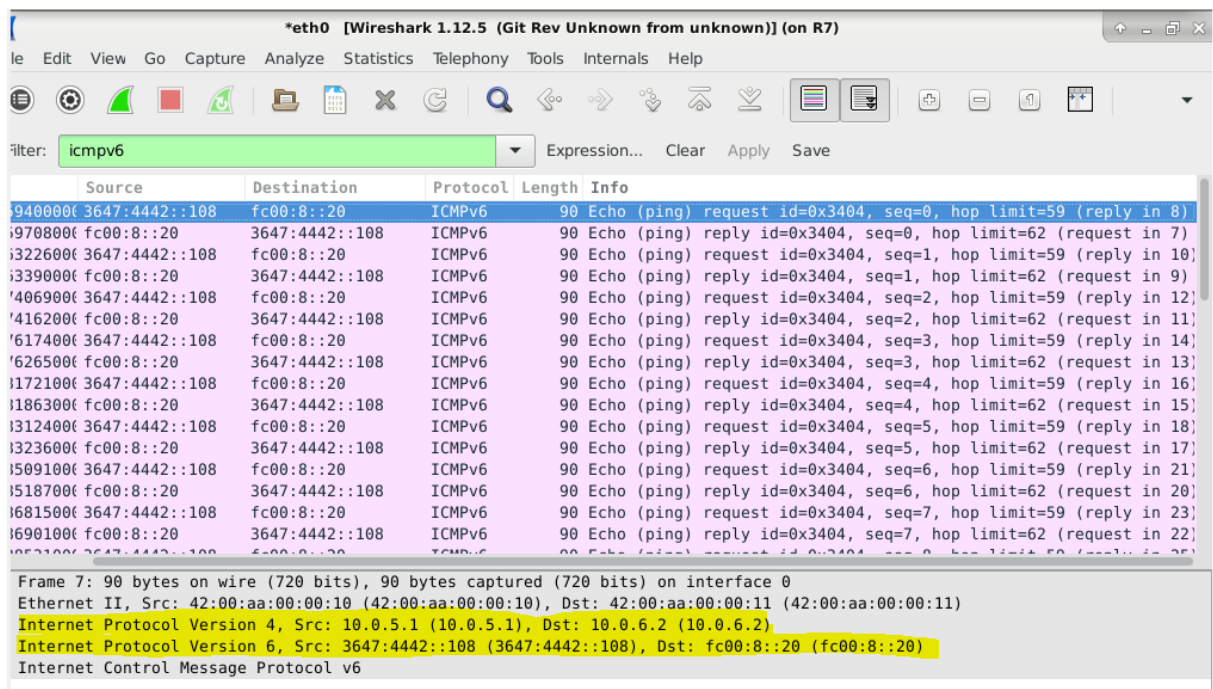 *eth0 [Wireshark 1.12.5 (Git Rev Unknown from unknown)] (on R7)
le Edit View Go Capture Analyze Statistics Telephony Tools Internals Help
ilter: icmpv6 Expression... Clear Apply Save
Source Destination Protocol Length Info
9400000 3647:4442::108 fc00:8::20 ICMPv6 90 Echo (ping) request id=0x3404, seq=0, hop limit=59 (reply in 8)
9708000 fc00:8::20 3647:4442::108 ICMPv6 90 Echo (ping) reply id=0x3404, seq=0, hop limit=62 (request in 7)
3226000 3647:4442::108 fc00:8::20 ICMPv6 90 Echo (ping) request id=0x3404, seq=1, hop limit=59 (reply in 10)
3390000 fc00:8::20 3647:4442::108 ICMPv6 90 Echo (ping) reply id=0x3404, seq=1, hop limit=62 (request in 9)
4069000 3647:4442::108 fc00:8::20 ICMPv6 90 Echo (ping) request id=0x3404, seq=2, hop limit=59 (reply in 12)
4162000 fc00:8::20 3647:4442::108 ICMPv6 90 Echo (ping) reply id=0x3404, seq=2, hop limit=62 (request in 11)
6174000 3647:4442::108 fc00:8::20 ICMPv6 90 Echo (ping) request id=0x3404, seq=3, hop limit=59 (reply in 14)
6265000 fc00:8::20 3647:4442::108 ICMPv6 90 Echo (ping) reply id=0x3404, seq=3, hop limit=62 (request in 13)
1721000 3647:4442::108 fc00:8::20 ICMPv6 90 Echo (ping) request id=0x3404, seq=4, hop limit=59 (reply in 16)
1863000 fc00:8::20 3647:4442::108 ICMPv6 90 Echo (ping) reply id=0x3404, seq=4, hop limit=62 (request in 15)
3124000 3647:4442::108 fc00:8::20 ICMPv6 90 Echo (ping) request id=0x3404, seq=5, hop limit=59 (reply in 18)
3236000 fc00:8::20 3647:4442::108 ICMPv6 90 Echo (ping) reply id=0x3404, seq=5, hop limit=62 (request in 17)
5091000 3647:4442::108 fc00:8::20 ICMPv6 90 Echo (ping) request id=0x3404, seq=6, hop limit=59 (reply in 21)
5187000 fc00:8::20 3647:4442::108 ICMPv6 90 Echo (ping) reply id=0x3404, seq=6, hop limit=62 (request in 20)
6815000 3647:4442::108 fc00:8::20 ICMPv6 90 Echo (ping) request id=0x3404, seq=7, hop limit=59 (reply in 23)
6901000 fc00:8::20 3647:4442::108 ICMPv6 90 Echo (ping) reply id=0x3404, seq=7, hop limit=62 (request in 22)
Frame 7: 90 bytes on wire (720 bits), 90 bytes captured (720 bits) on interface 0
Ethernet II, Src: 42:00:aa:00:00:10 (42:00:aa:00:00:10), Dst: 42:00:aa:00:00:11 (42:00:aa:00:00:11)
Internet Protocol Version 4, Src: 10.0.5.1 (10.0.5.1), Dst: 10.0.6.2 (10.0.6.2)
Internet Protocol Version 6, Src: 3647:4442::108 (3647:4442::108), Dst: fc00:8::20 (fc00:8::20)
Internet Control Message Protocol v6